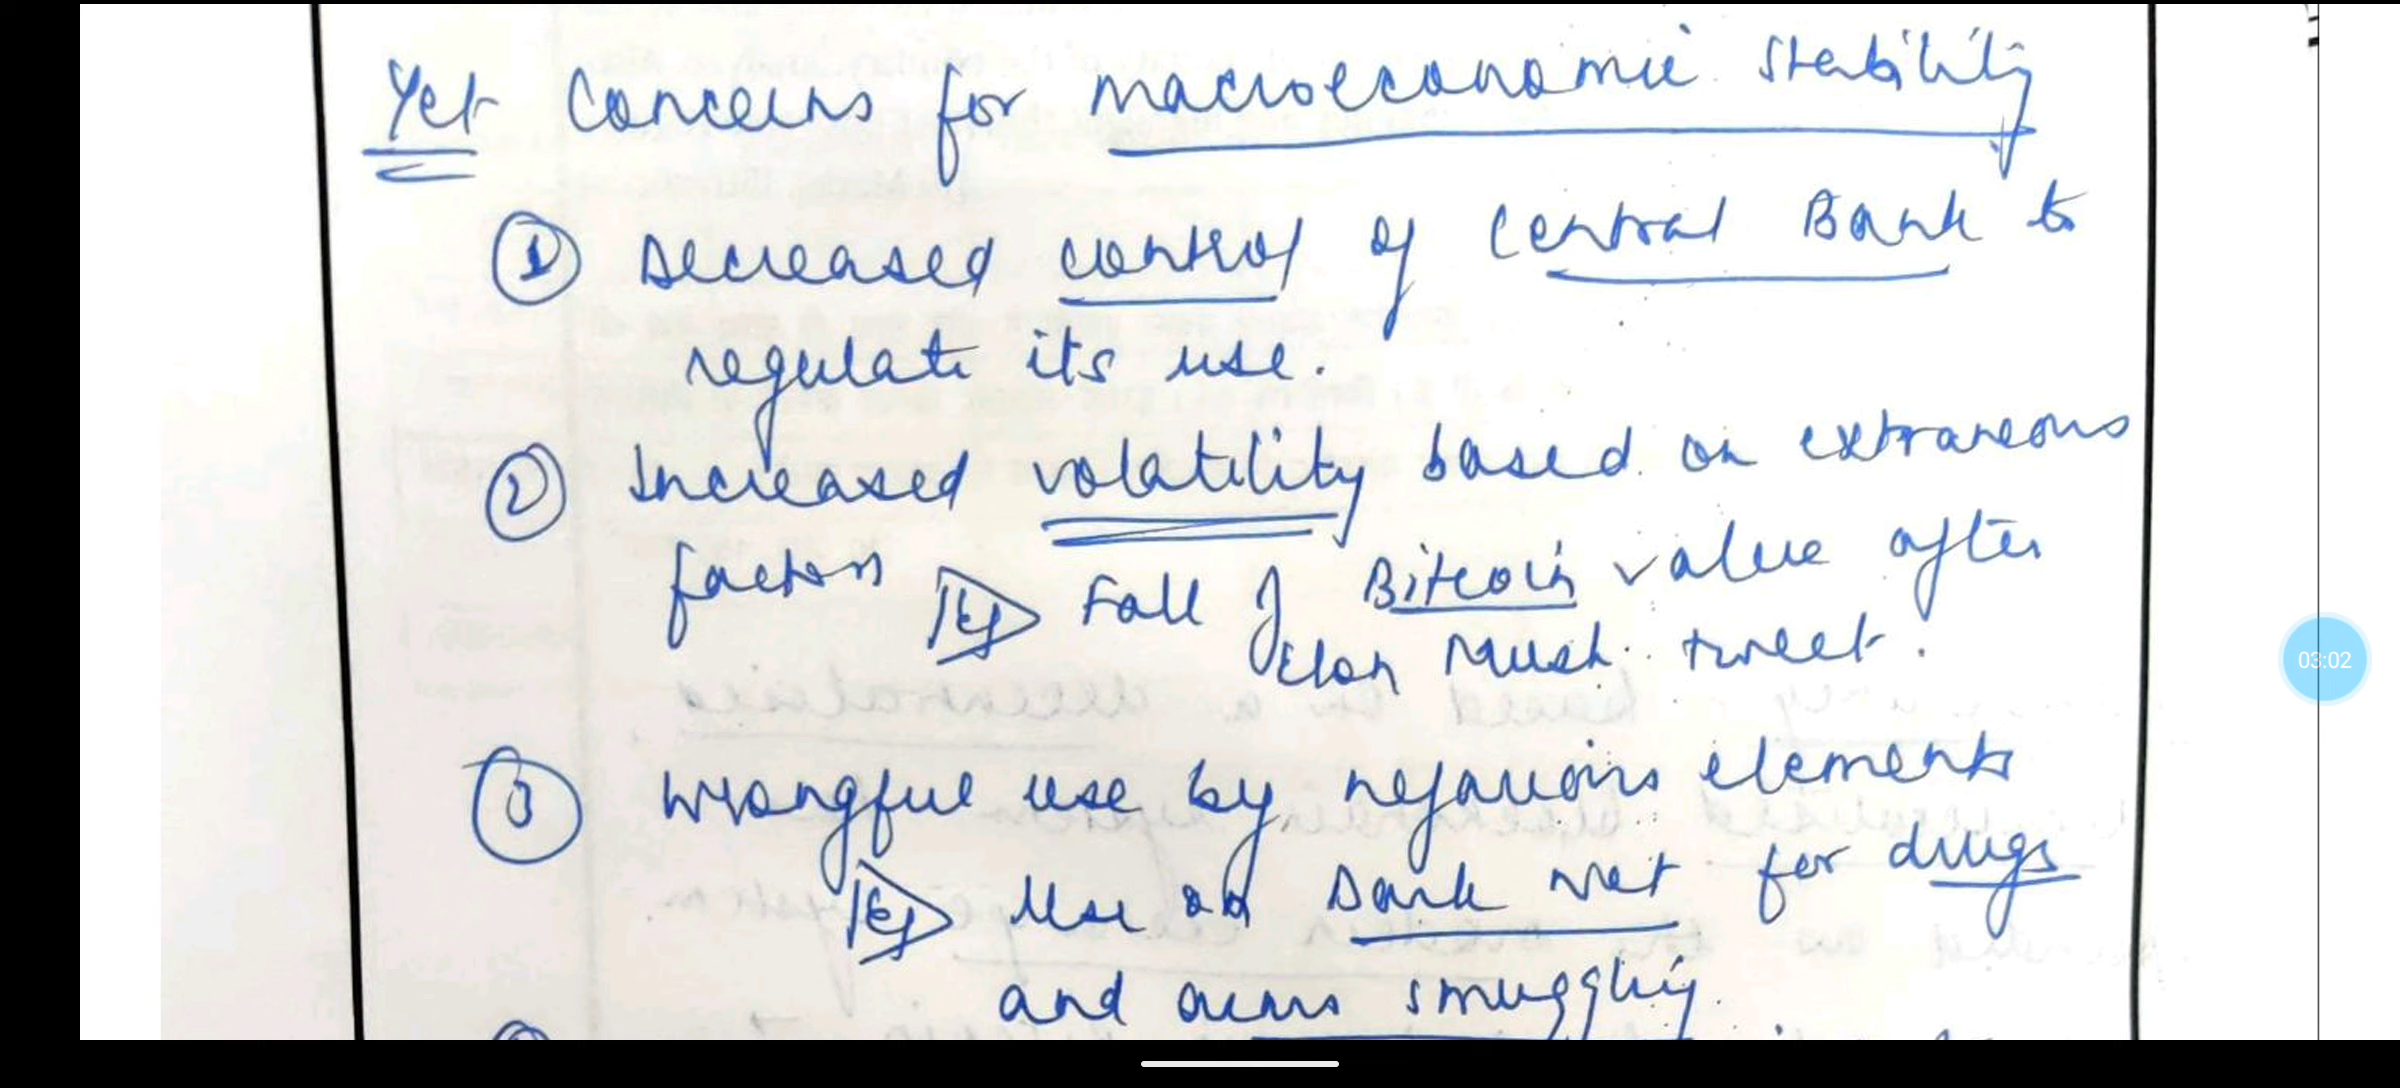 Yet Concerns for macroeconomic stability
① Decreased control of Central Bank to
regulate its use.
② Increased volatility based on extraneous
factors Eg Fall of Bitcoin value after
Elon Musk tweet.
③ Wrongful use by nefarious elements
Eg Use on Dark Net for drugs
and arms smuggling.
03:02